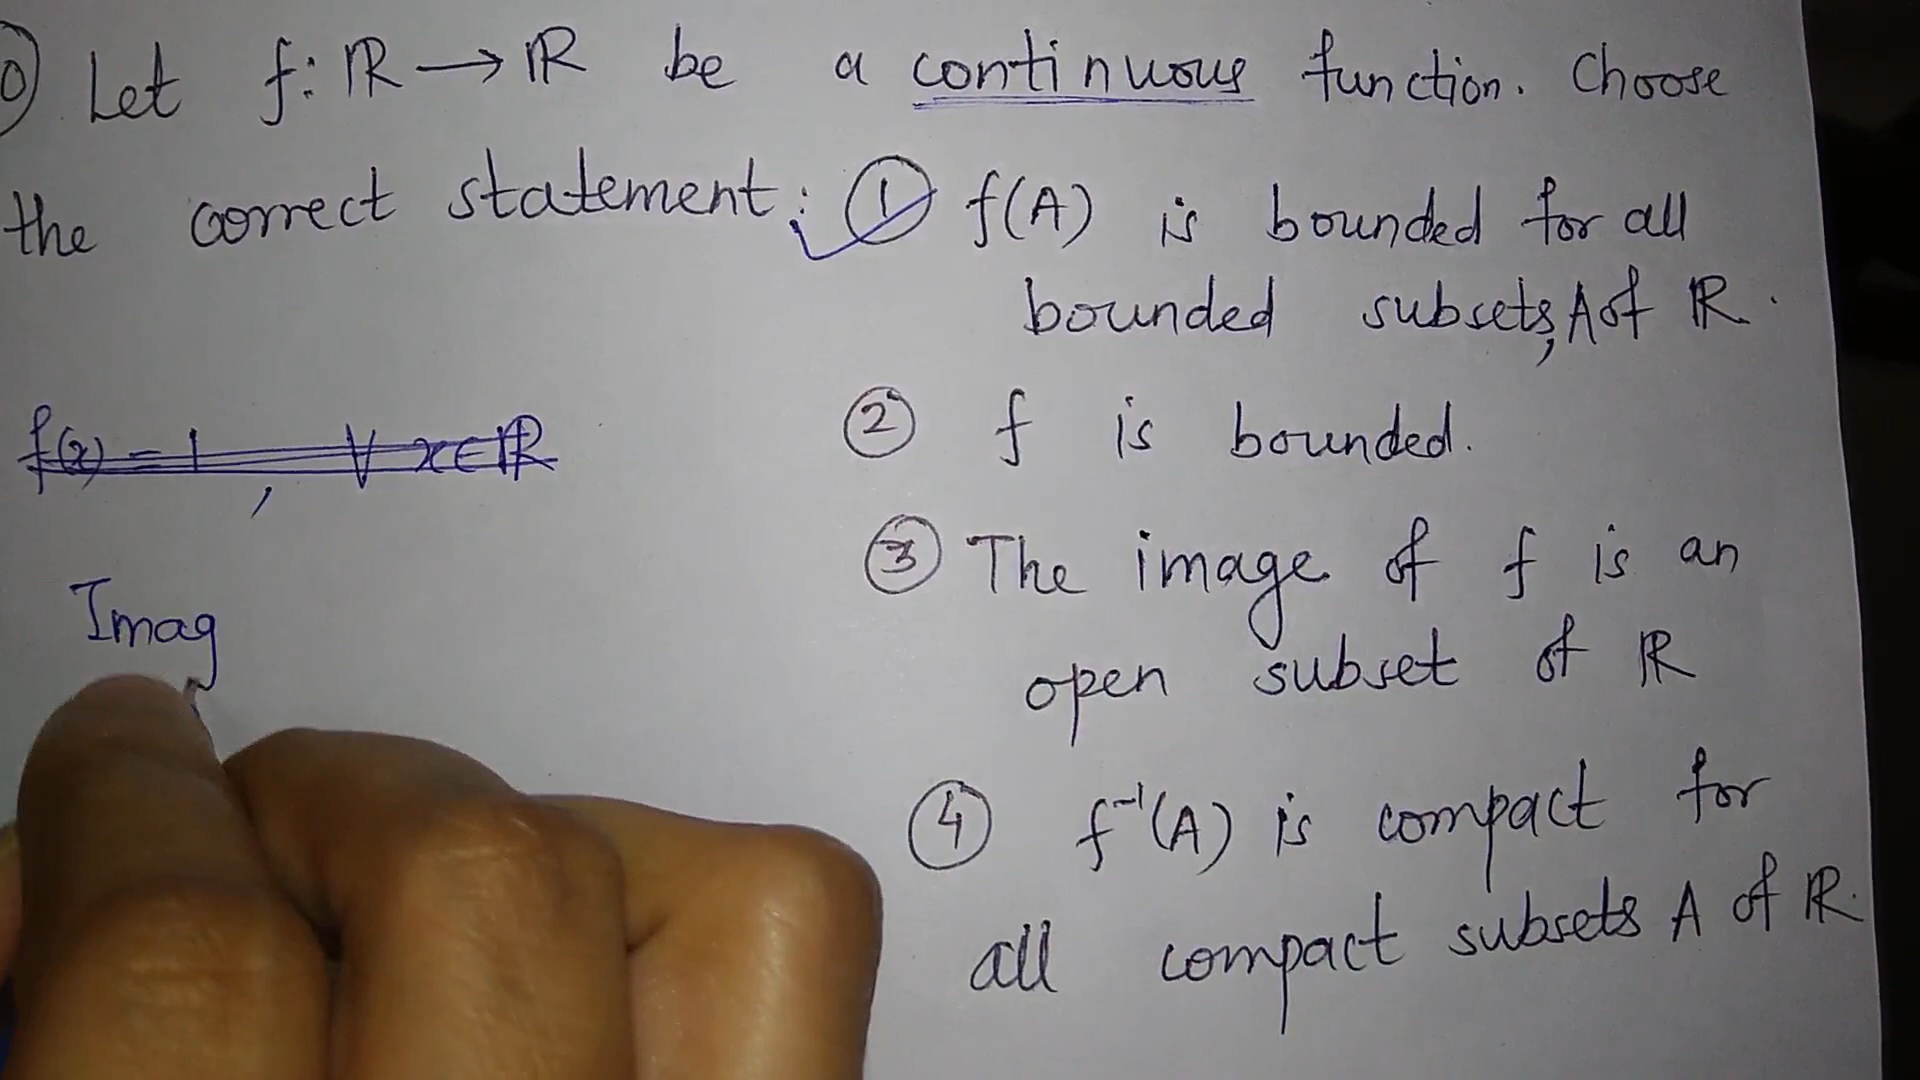 Let f: ℝ → ℝ be a continuous function. Choose
the correct statement: ① f(A) is bounded for all
bounded subsets, A of ℝ.
② f is bounded.
f(x) = 1, ∀ x ∈ ℝ
③ The image of f is an
open subset of ℝ
Imag
④ f⁻¹(A) is compact for
all compact subsets A of ℝ.